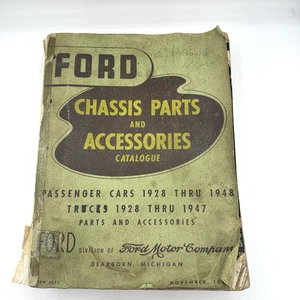 FORD
CHASSIS PARTS
AND
ACCESSORIES
CATALOGUE
PASSENGER CARS 1928 THRU 1948
TRUCKS 1928 THRU 1947
PARTS AND ACCESSORIES
FORD DIVISION OF Ford Motor Company
DEARBORN, MICHIGAN
NOVEMBER,